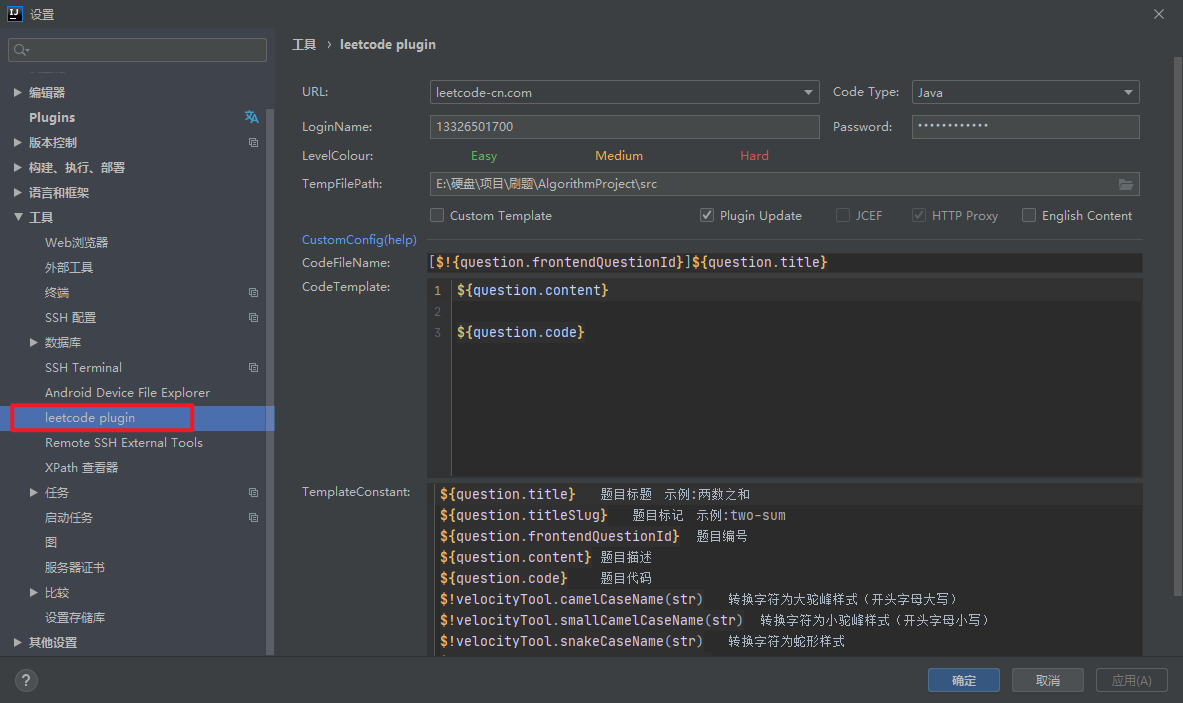 设置
编辑器
Plugins
版本控制
构建、执行、部署
语言和框架
工具
Web浏览器
外部工具
终端
SSH 配置
数据库
SSH Terminal
Android Device File Explorer
leetcode plugin
Remote SSH External Tools
XPath 查看器
任务
启动任务
图
服务器证书
比较
设置存储库
其他设置
工具 › leetcode plugin
URL: leetcode-cn.com Code Type: Java
LoginName: 13326501700 Password: ••••••••••••
LevelColour: Easy Medium Hard
TempFilePath: E:\硬盘\项目\刷题\AlgorithmProject\src
Custom Template Plugin Update JCEF HTTP Proxy English Content
CustomConfig(help)
CodeFileName: [$!{question.frontendQuestionId}]${question.title}
CodeTemplate:
1 ${question.content}
2
3 ${question.code}
TemplateConstant:
${question.title} 题目标题 示例:两数之和
${question.titleSlug} 题目标记 示例:two-sum
${question.frontendQuestionId} 题目编号
${question.content} 题目描述
${question.code} 题目代码
$!velocityTool.camelCaseName(str) 转换字符为大驼峰样式（开头字母大写）
$!velocityTool.smallCamelCaseName(str) 转换字符为小驼峰样式（开头字母小写）
$!velocityTool.snakeCaseName(str) 转换字符为蛇形样式
?
确定
取消
应用(A)